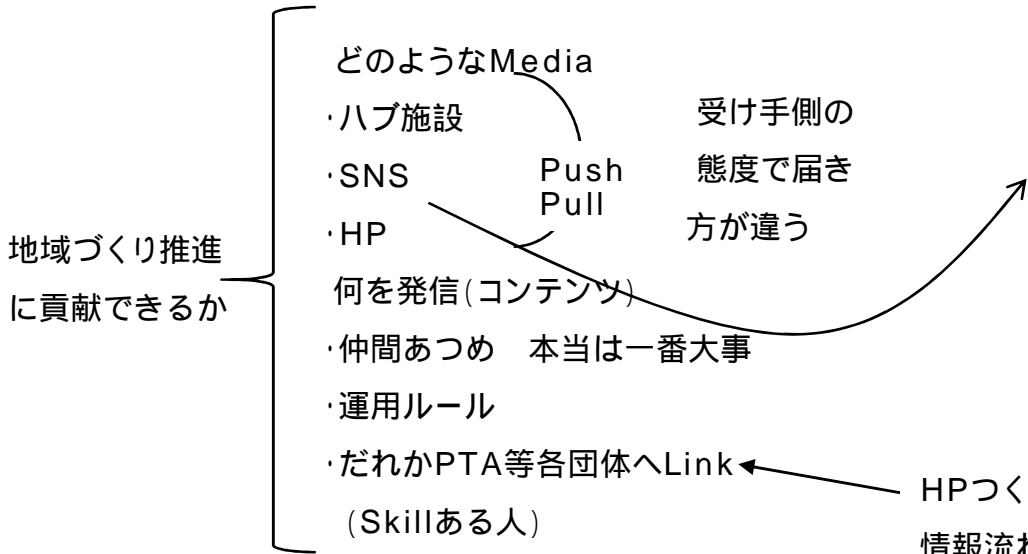 どのようなMedia
・ハブ施設
・SNS
・HP
何を発信(コンテンツ)
・仲間あつめ　本当は一番大事
・運用ルール
・だれかPTA等各団体へLink
(Skillある人)
地域づくり推進
に貢献できるか
Push
Pull
受け手側の
態度で届き
方が違う
HPつく
情報流